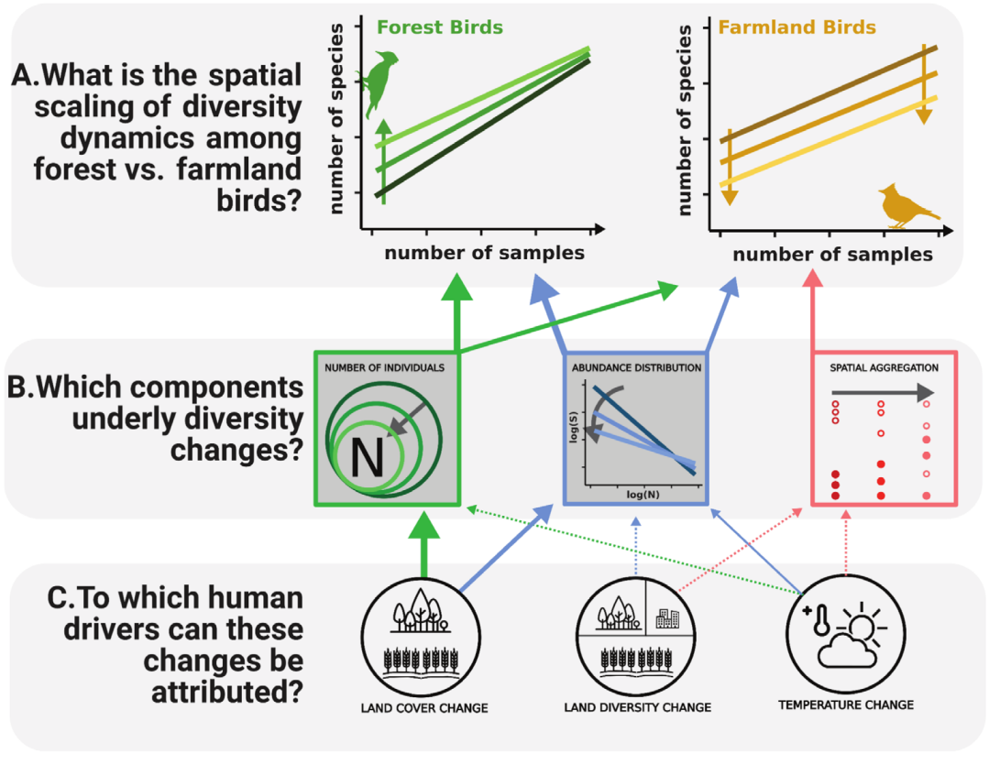 A.What is the spatial
scaling of diversity
dynamics among
forest vs. farmland
birds?
Forest Birds
number of species
number of samples
Farmland Birds
number of species
number of samples
B.Which components
underly diversity
changes?
NUMBER OF INDIVIDUALS
N
ABUNDANCE DISTRIBUTION
log(S)
log(N)
SPATIAL AGGREGATION
C.To which human
drivers can these
changes be
attributed?
LAND COVER CHANGE
LAND DIVERSITY CHANGE
+
TEMPERATURE CHANGE